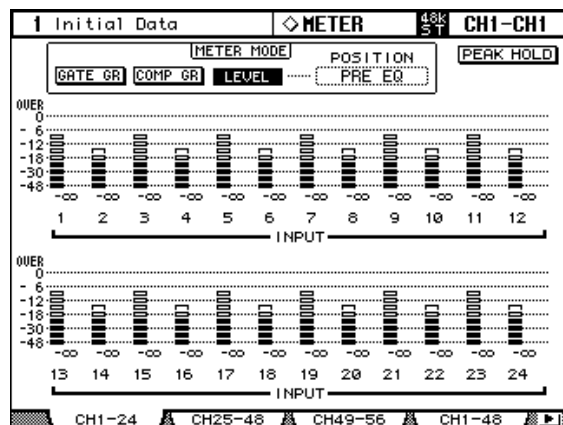 1 Initial Data ◇METER 48K ST CH1-CH1
METER MODE POSITION PEAK HOLD
GATE GR COMP GR LEVEL PRE EQ
OVER
0
- 6
-12
-18
-30
-48
-∞ -∞ -∞ -∞ -∞ -∞ -∞ -∞ -∞ -∞ -∞ -∞
1 2 3 4 5 6 7 8 9 10 11 12
INPUT
OVER
0
- 6
-12
-18
-30
-48
-∞ -∞ -∞ -∞ -∞ -∞ -∞ -∞ -∞ -∞ -∞ -∞
13 14 15 16 17 18 19 20 21 22 23 24
INPUT
CH1-24 CH25-48 CH49-56 CH1-48